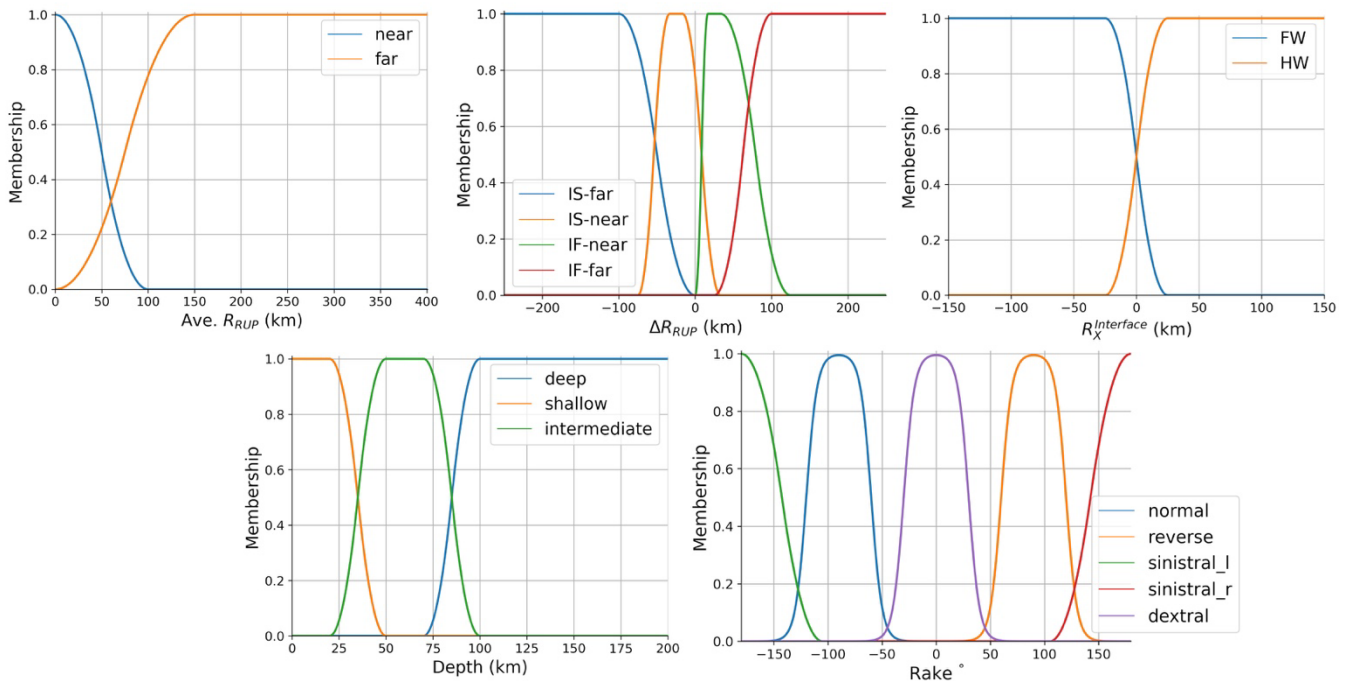 1.0
0.8
0.6
0.4
0.2
0.0
Membership
near
far
0 50 100 150 200 250 300 350 400
Ave. R_RUP (km)
1.0
0.8
0.6
0.4
0.2
0.0
Membership
IS-far
IS-near
IF-near
IF-far
−200 −100 0 100 200
ΔR_RUP (km)
1.0
0.8
0.6
0.4
0.2
0.0
Membership
FW
HW
−150 −100 −50 0 50 100 150
R_X^Interface (km)
1.0
0.8
0.6
0.4
0.2
0.0
Membership
deep
shallow
intermediate
0 25 50 75 100 125 150 175 200
Depth (km)
1.0
0.8
0.6
0.4
0.2
0.0
Membership
normal
reverse
sinistral_l
sinistral_r
dextral
−150 −100 −50 0 50 100 150
Rake °